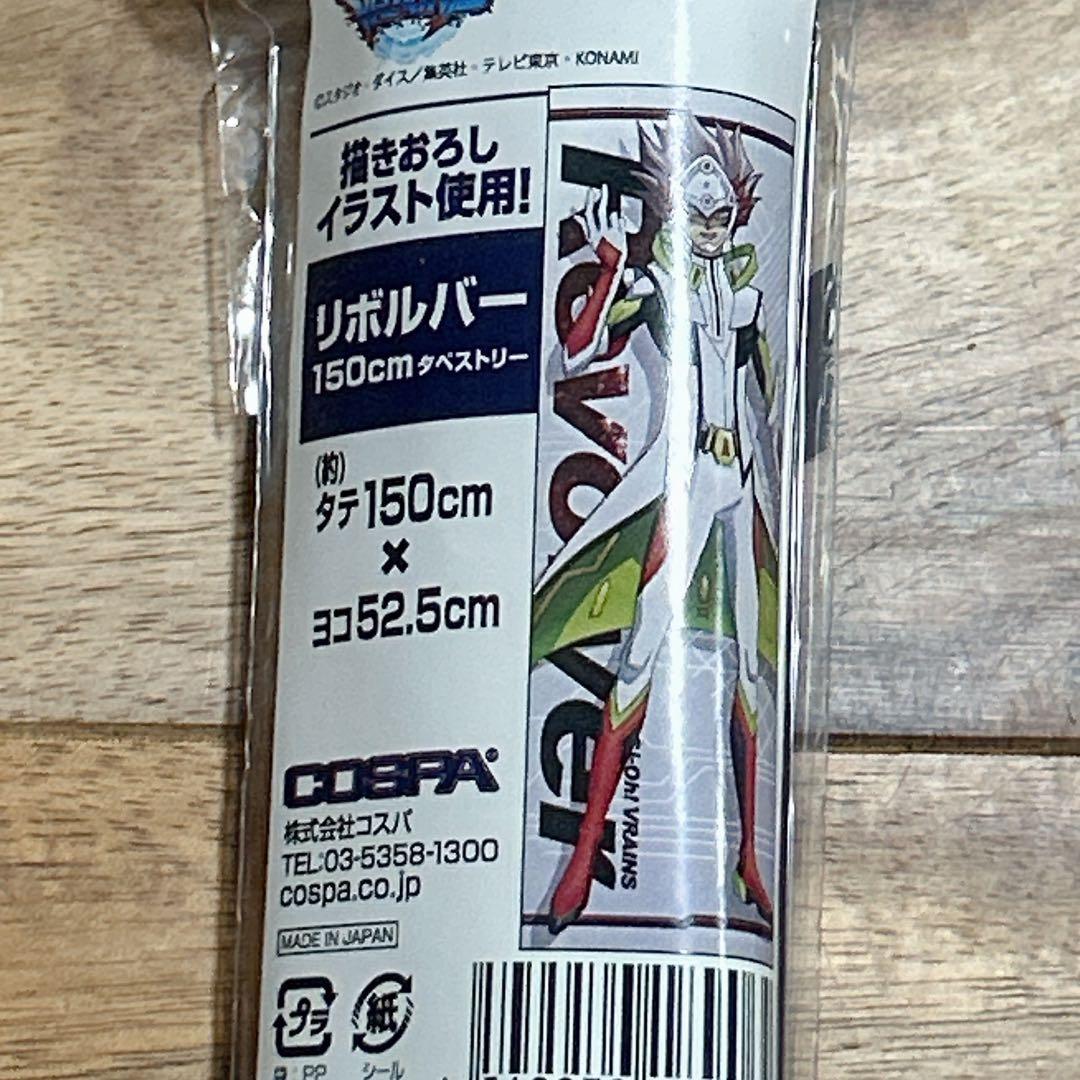 ©スタジオ・ダイス／集英社・テレビ東京・KONAMI
描きおろし
イラスト使用!
リボルバー
150cmタペストリー
(約)
タテ150cm
×
ヨコ52.5cm
Revolver
COSPA®
株式会社コスパ
TEL:03-5358-1300
cospa.co.jp
MADE IN JAPAN
プラ
紙
PP
シール